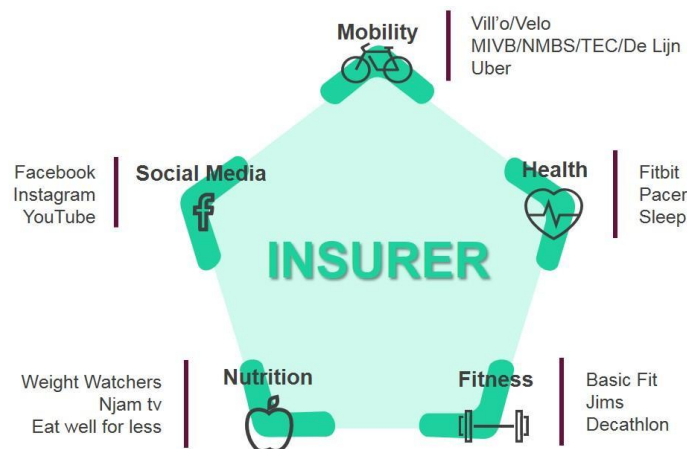 Mobility
Vill'o/Velo
MIVB/NMBS/TEC/De Lijn
Uber
Social Media
Facebook
Instagram
YouTube
Health
Fitbit
Pacer
Sleep
INSURER
Nutrition
Weight Watchers
Njam tv
Eat well for less
Fitness
Basic Fit
Jims
Decathlon